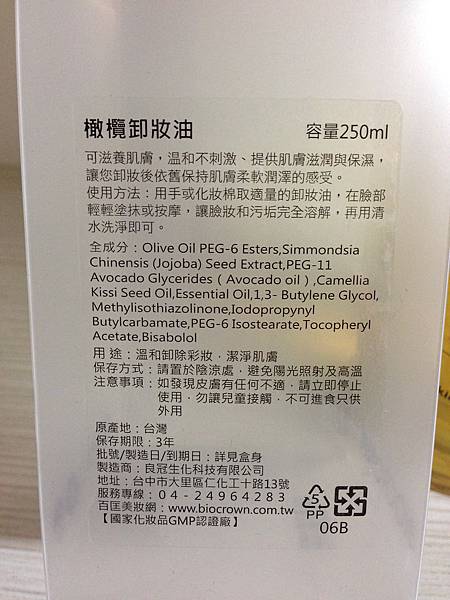 橄欖卸妝油 容量250ml
可滋養肌膚，溫和不刺激、提供肌膚滋潤與保濕，
讓您卸妝後依舊保持肌膚柔軟潤澤的感受。
使用方法：用手或化妝棉取適量的卸妝油，在臉部
輕輕塗抹或按摩，讓臉妝和污垢完全溶解，再用清
水洗淨即可。
全成分：Olive Oil PEG-6 Esters,Simmondsia
Chinensis (Jojoba) Seed Extract,PEG-11
Avocado Glycerides（Avocado oil）,Camellia
Kissi Seed Oil,Essential Oil,1,3- Butylene Glycol,
Methylisothiazolinone,Iodopropynyl
Butylcarbamate,PEG-6 Isostearate,Tocopheryl
Acetate,Bisabolol
用 途：溫和卸除彩妝，潔淨肌膚
保存方式：請置於陰涼處，避免陽光照射及高溫
注意事項：如發現皮膚有任何不適，請立即停止
使用，勿讓兒童接觸，不可進食只供
外用
原產地：台灣
保存期限：3年
批號/製造日/到期日：詳見盒身
製造商：良冠生化科技有限公司
地址：台中市大里區仁化工十路13號
服務專線：04-24964283
百匡美妝網：www.biocrown.com.tw
【國家化妝品GMP認證廠】
5
PP
06B